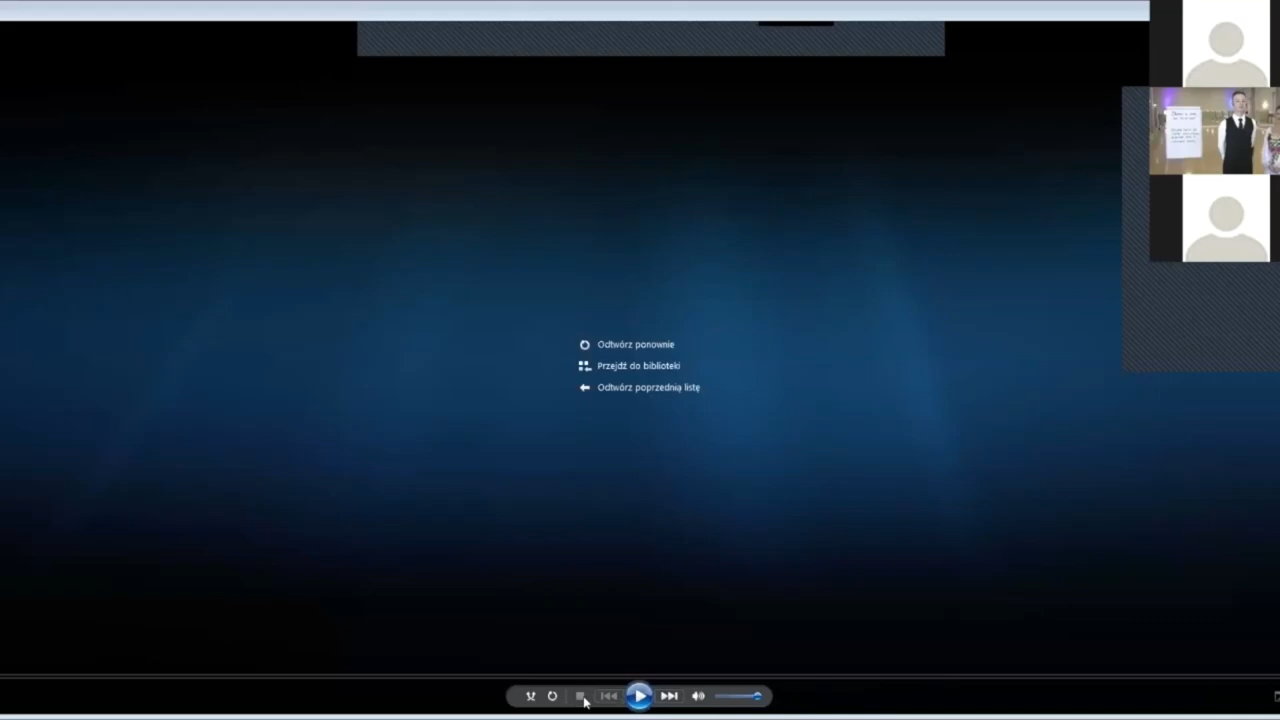 Odtwórz ponownie
Przejdź do biblioteki
Odtwórz poprzednią listę